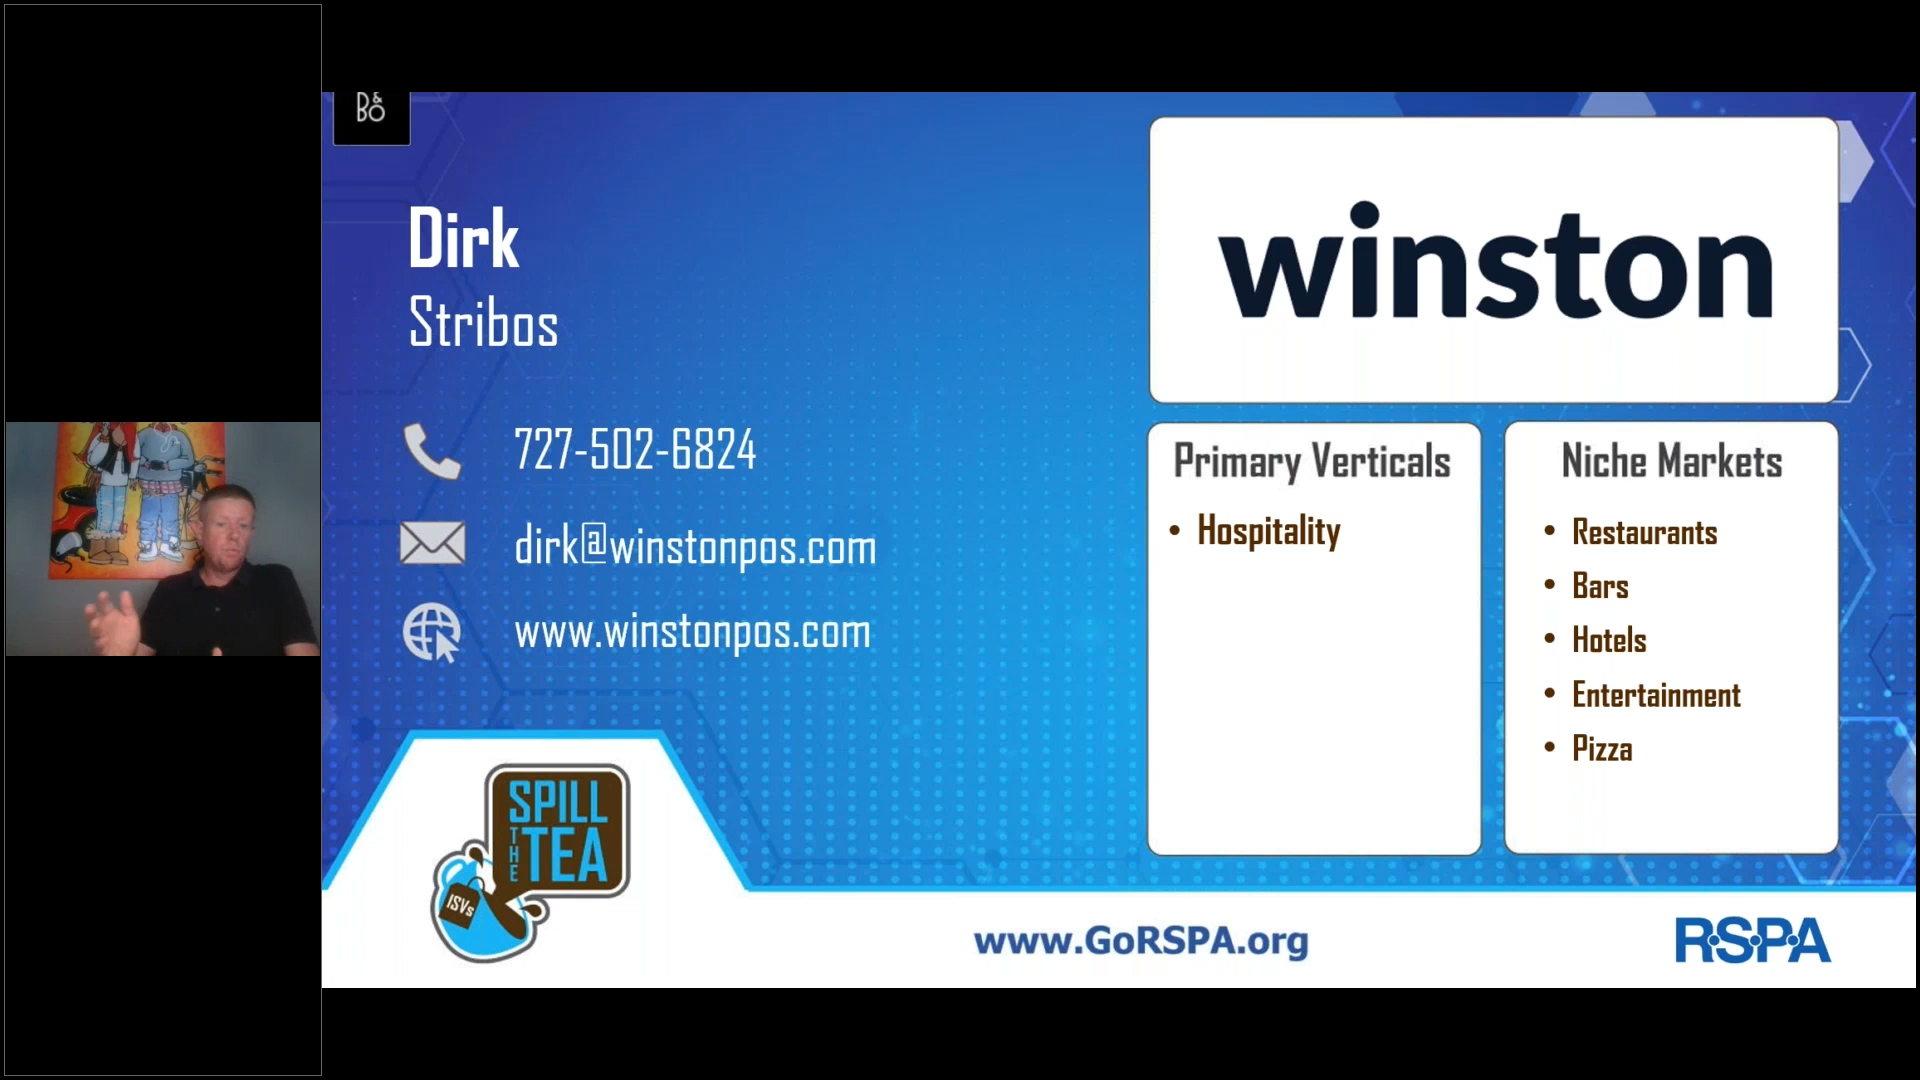 B&O
Dirk
Stribos
727-502-6824
dirk@winstonpos.com
www.winstonpos.com
winston
Primary Verticals
• Hospitality
Niche Markets
• Restaurants
• Bars
• Hotels
• Entertainment
• Pizza
SPILL
THE
TEA
ISVs
www.GoRSPA.org
RSPA